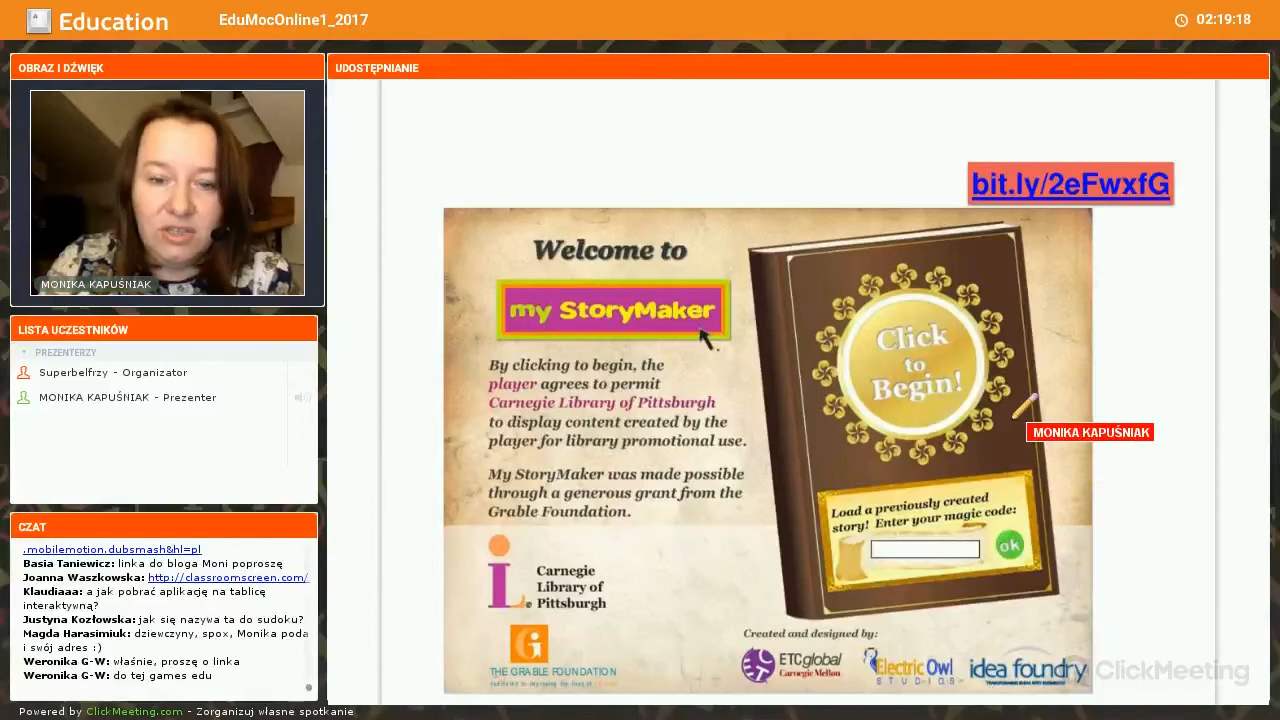 Education
EduMocOnline1_2017
02:19:18
OBRAZ I DŹWIĘK
MONIKA KAPUŚNIAK
LISTA UCZESTNIKÓW
PREZENTERZY
Superbelfrzy - Organizator
MONIKA KAPUŚNIAK - Prezenter
CZAT
.mobilemotion.dubsmash&hl=pl
Basia Taniewicz: linka do bloga Moni poproszę
Joanna Waszkowska: http://classroomscreen.com/
Klaudiaaa: a jak pobrać aplikację na tablicę
interaktywną?
Justyna Kozłowska: jak się nazywa ta do sudoku?
Magda Harasimiuk: dziewczyny, spox, Monika poda
i swój adres :)
Weronika G-W: właśnie, proszę o linka
Weronika G-W: do tej games edu
Powered by ClickMeeting.com - Zorganizuj własne spotkanie
UDOSTĘPNIANIE
bit.ly/2eFwxfG
Welcome to
my StoryMaker
By clicking to begin, the
player agrees to permit
Carnegie Library of Pittsburgh
to display content created by the
player for library promotional use.
My StoryMaker was made possible
through a generous grant from the
Grable Foundation.
Carnegie
Library of
Pittsburgh
THE GRABLE FOUNDATION
Click
to
Begin!
MONIKA KAPUŚNIAK
Load a previously created
story! Enter your magic code:
ok
Created and designed by:
ETCglobal
Carnegie Mellon
Electric Owl
STUDIOS
idea foundry
ClickMeeting